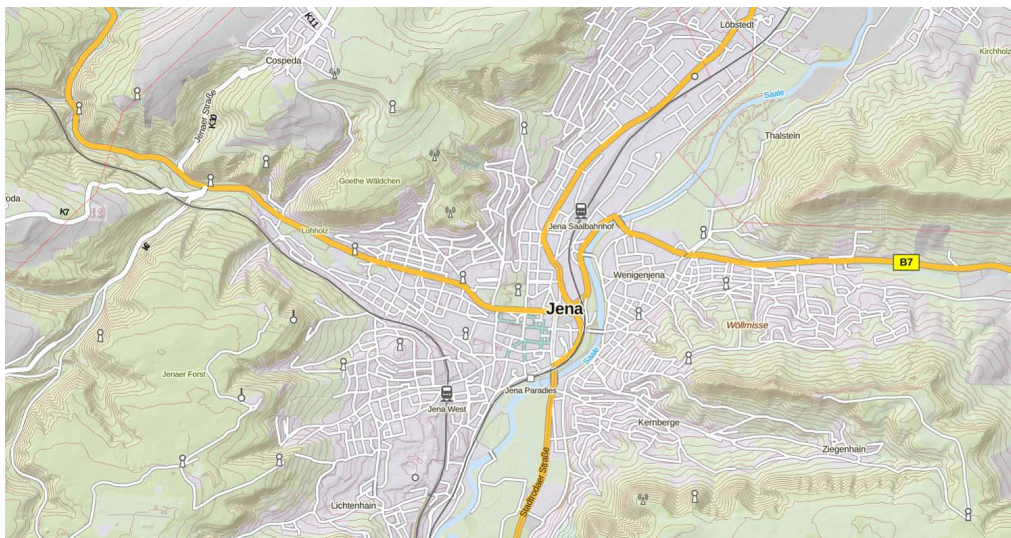 K11
Löbstedt
Kirchholz
Cospeda
Saale
Jenaer Straße
K10
Thalstein
Goethe Wäldchen
roda
K7
Jena Saalbahnhof
Lohholz
B7
Wenigenjena
Jena
Wöllmisse
Saale
Jenaer Forst
Jena Paradies
Jena West
Kernberge
Ziegenhain
Stadtrodaer Straße
Lichtenhain